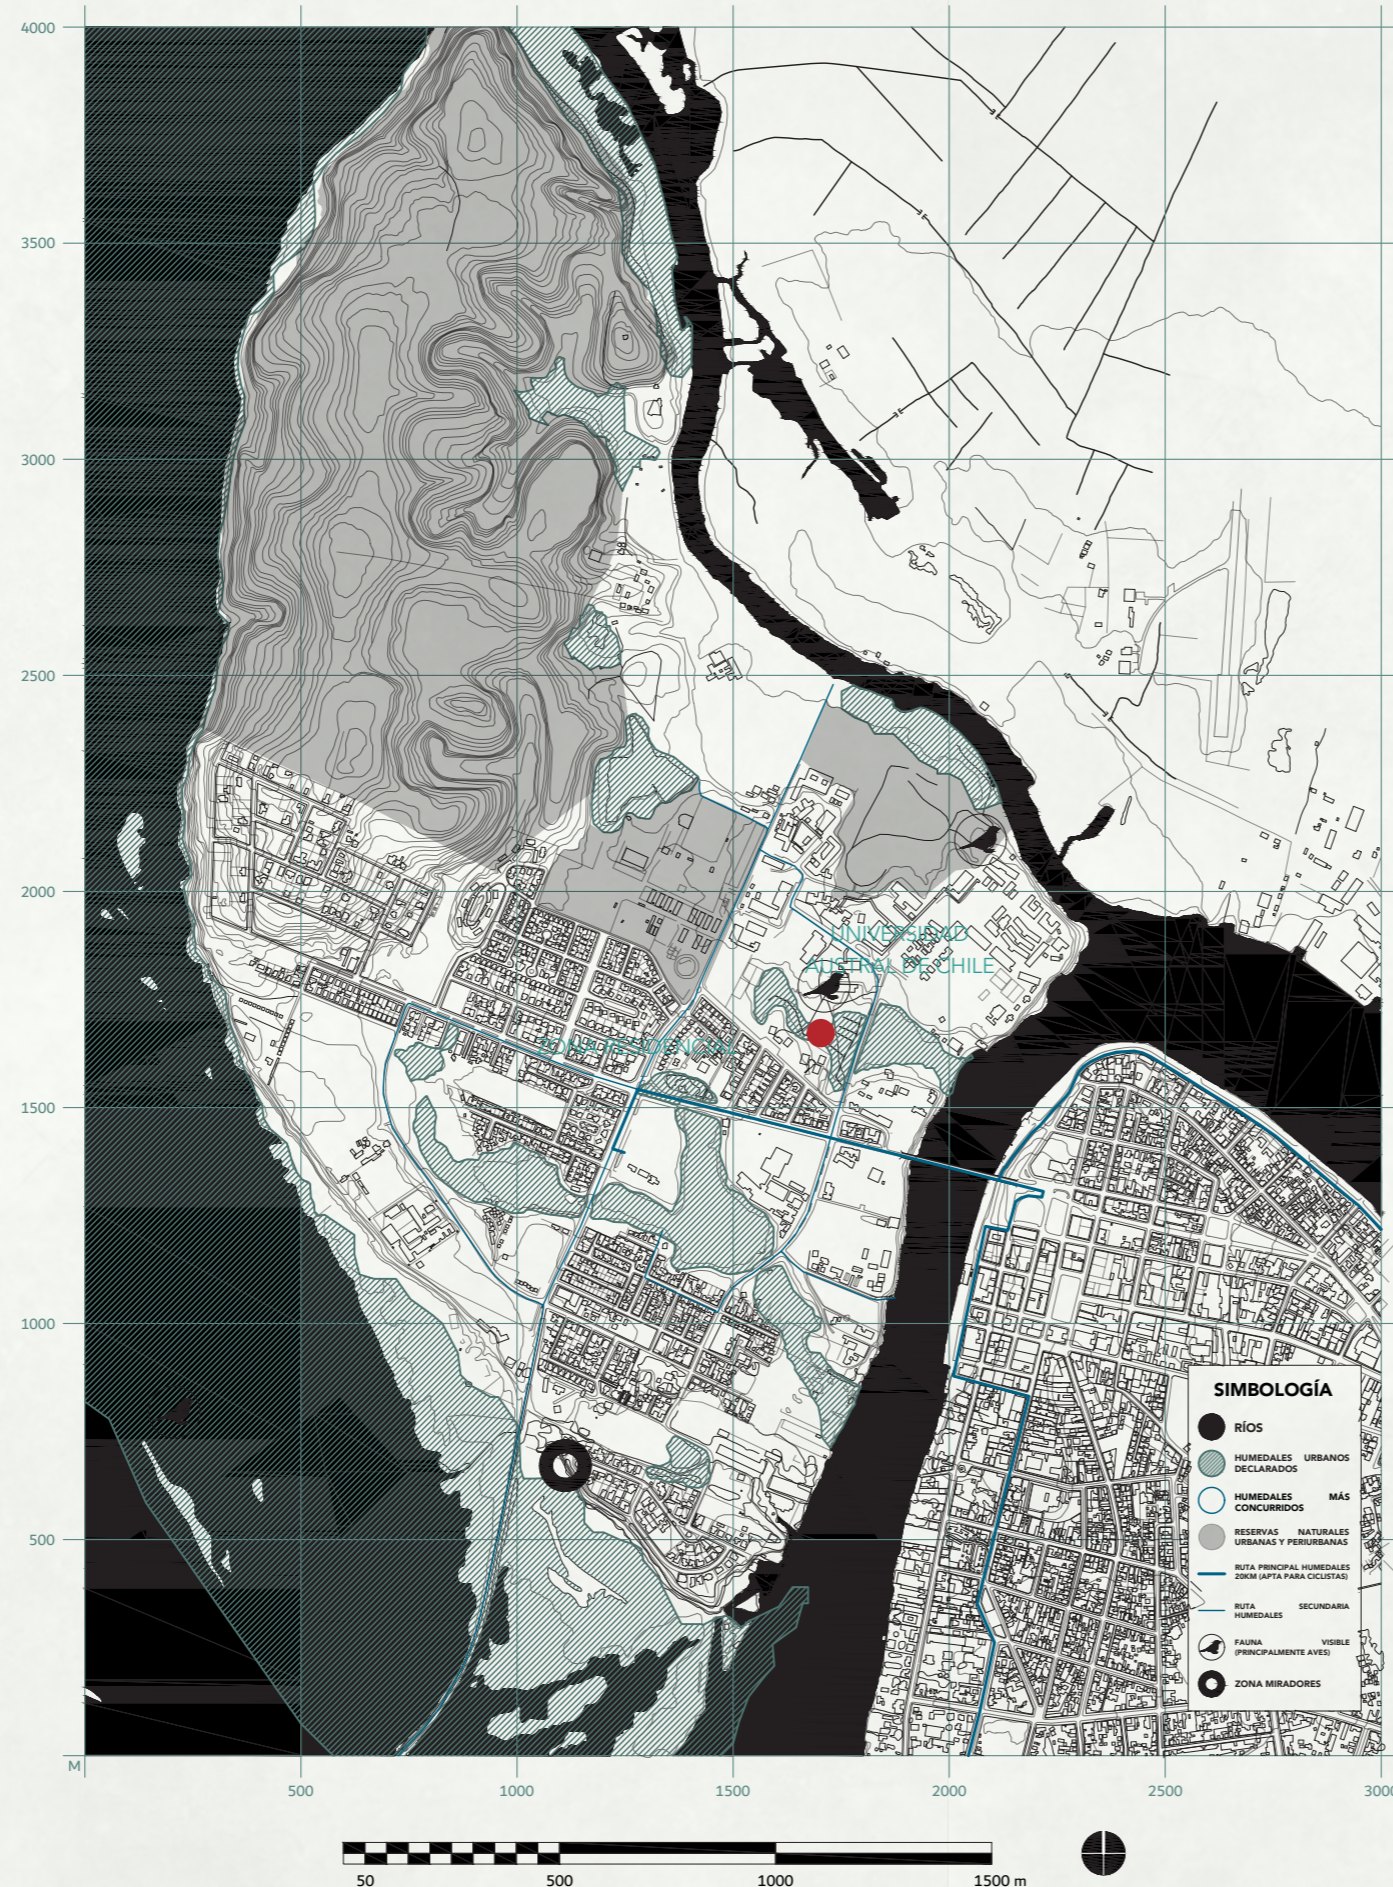 4000
3500
3000
2500
2000
UNIVERSIDAD
AUSTRAL DE CHILE
ZONA RESIDENCIAL
1500
1000
500
M
500
1000
1500
2000
2500
3000
SIMBOLOGÍA
RÍOS
HUMEDALES URBANOS
DECLARADOS
HUMEDALES MÁS
CONCURRIDOS
RESERVAS NATURALES
URBANAS Y PERIURBANAS
RUTA PRINCIPAL HUMEDALES
20KM (APTA PARA CICLISTAS)
RUTA SECUNDARIA
HUMEDALES
FAUNA VISIBLE
(PRINCIPALMENTE AVES)
ZONA MIRADORES
50
500
1000
1500 m